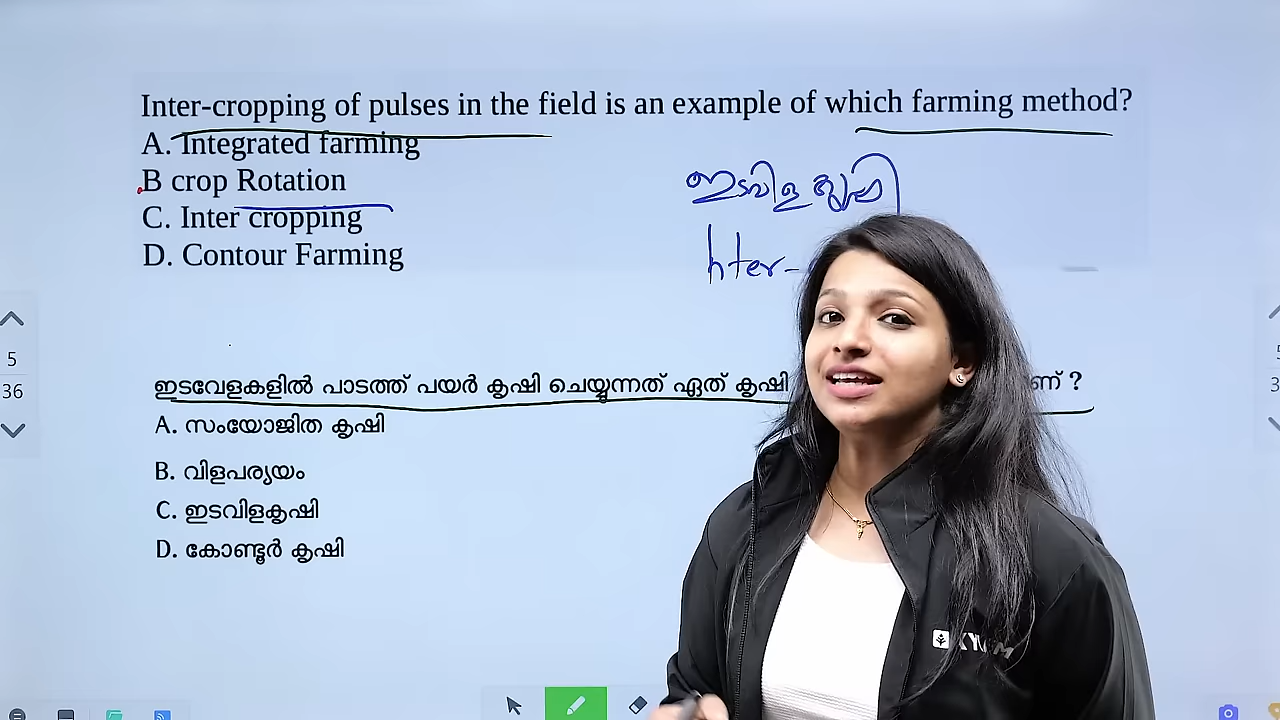 Inter-cropping of pulses in the field is an example of which farming method?
A. Integrated farming
B crop Rotation
C. Inter cropping
D. Contour Farming
ഇടവിള കൃഷി
Inter-
ഇടവേളകളിൽ പാടത്ത് പയർ കൃഷി ചെയ്യുന്നത് ഏത് കൃഷി
A. സംയോജിത കൃഷി
B. വിളപര്യയം
C. ഇടവിളകൃഷി
D. കോണ്ടൂർ കൃഷി
5
36